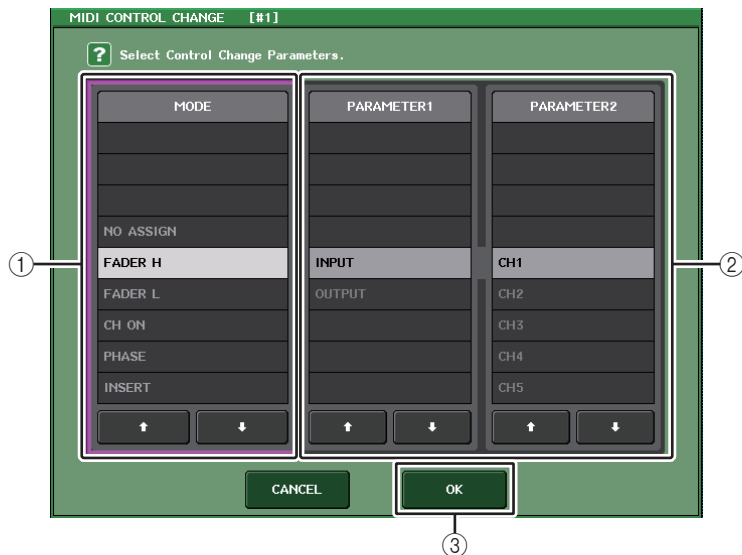 MIDI CONTROL CHANGE [#1]
? Select Control Change Parameters.
MODE
NO ASSIGN
FADER H
FADER L
CH ON
PHASE
INSERT
PARAMETER1
INPUT
OUTPUT
PARAMETER2
CH1
CH2
CH3
CH4
CH5
①
②
CANCEL
OK
③